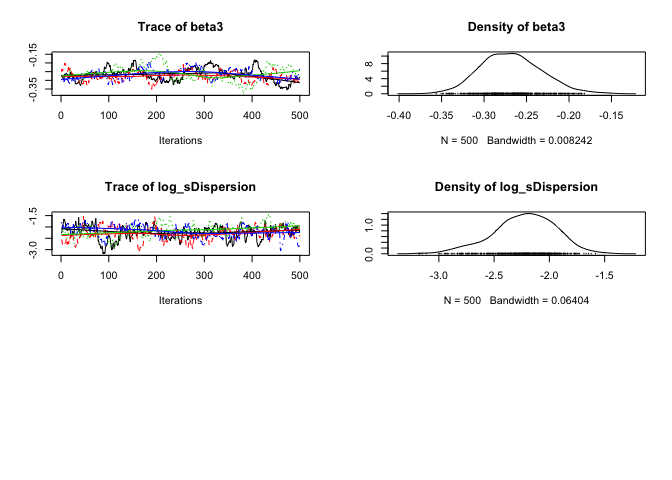 Trace of beta3
-0.35 -0.15
0 100 200 300 400 500
Iterations
Density of beta3
0 4 8
-0.40 -0.35 -0.30 -0.25 -0.20 -0.15
N = 500 Bandwidth = 0.008242
Trace of log_sDispersion
-3.0 -1.5
0 100 200 300 400 500
Iterations
Density of log_sDispersion
0.0 1.0
-3.0 -2.5 -2.0 -1.5
N = 500 Bandwidth = 0.06404